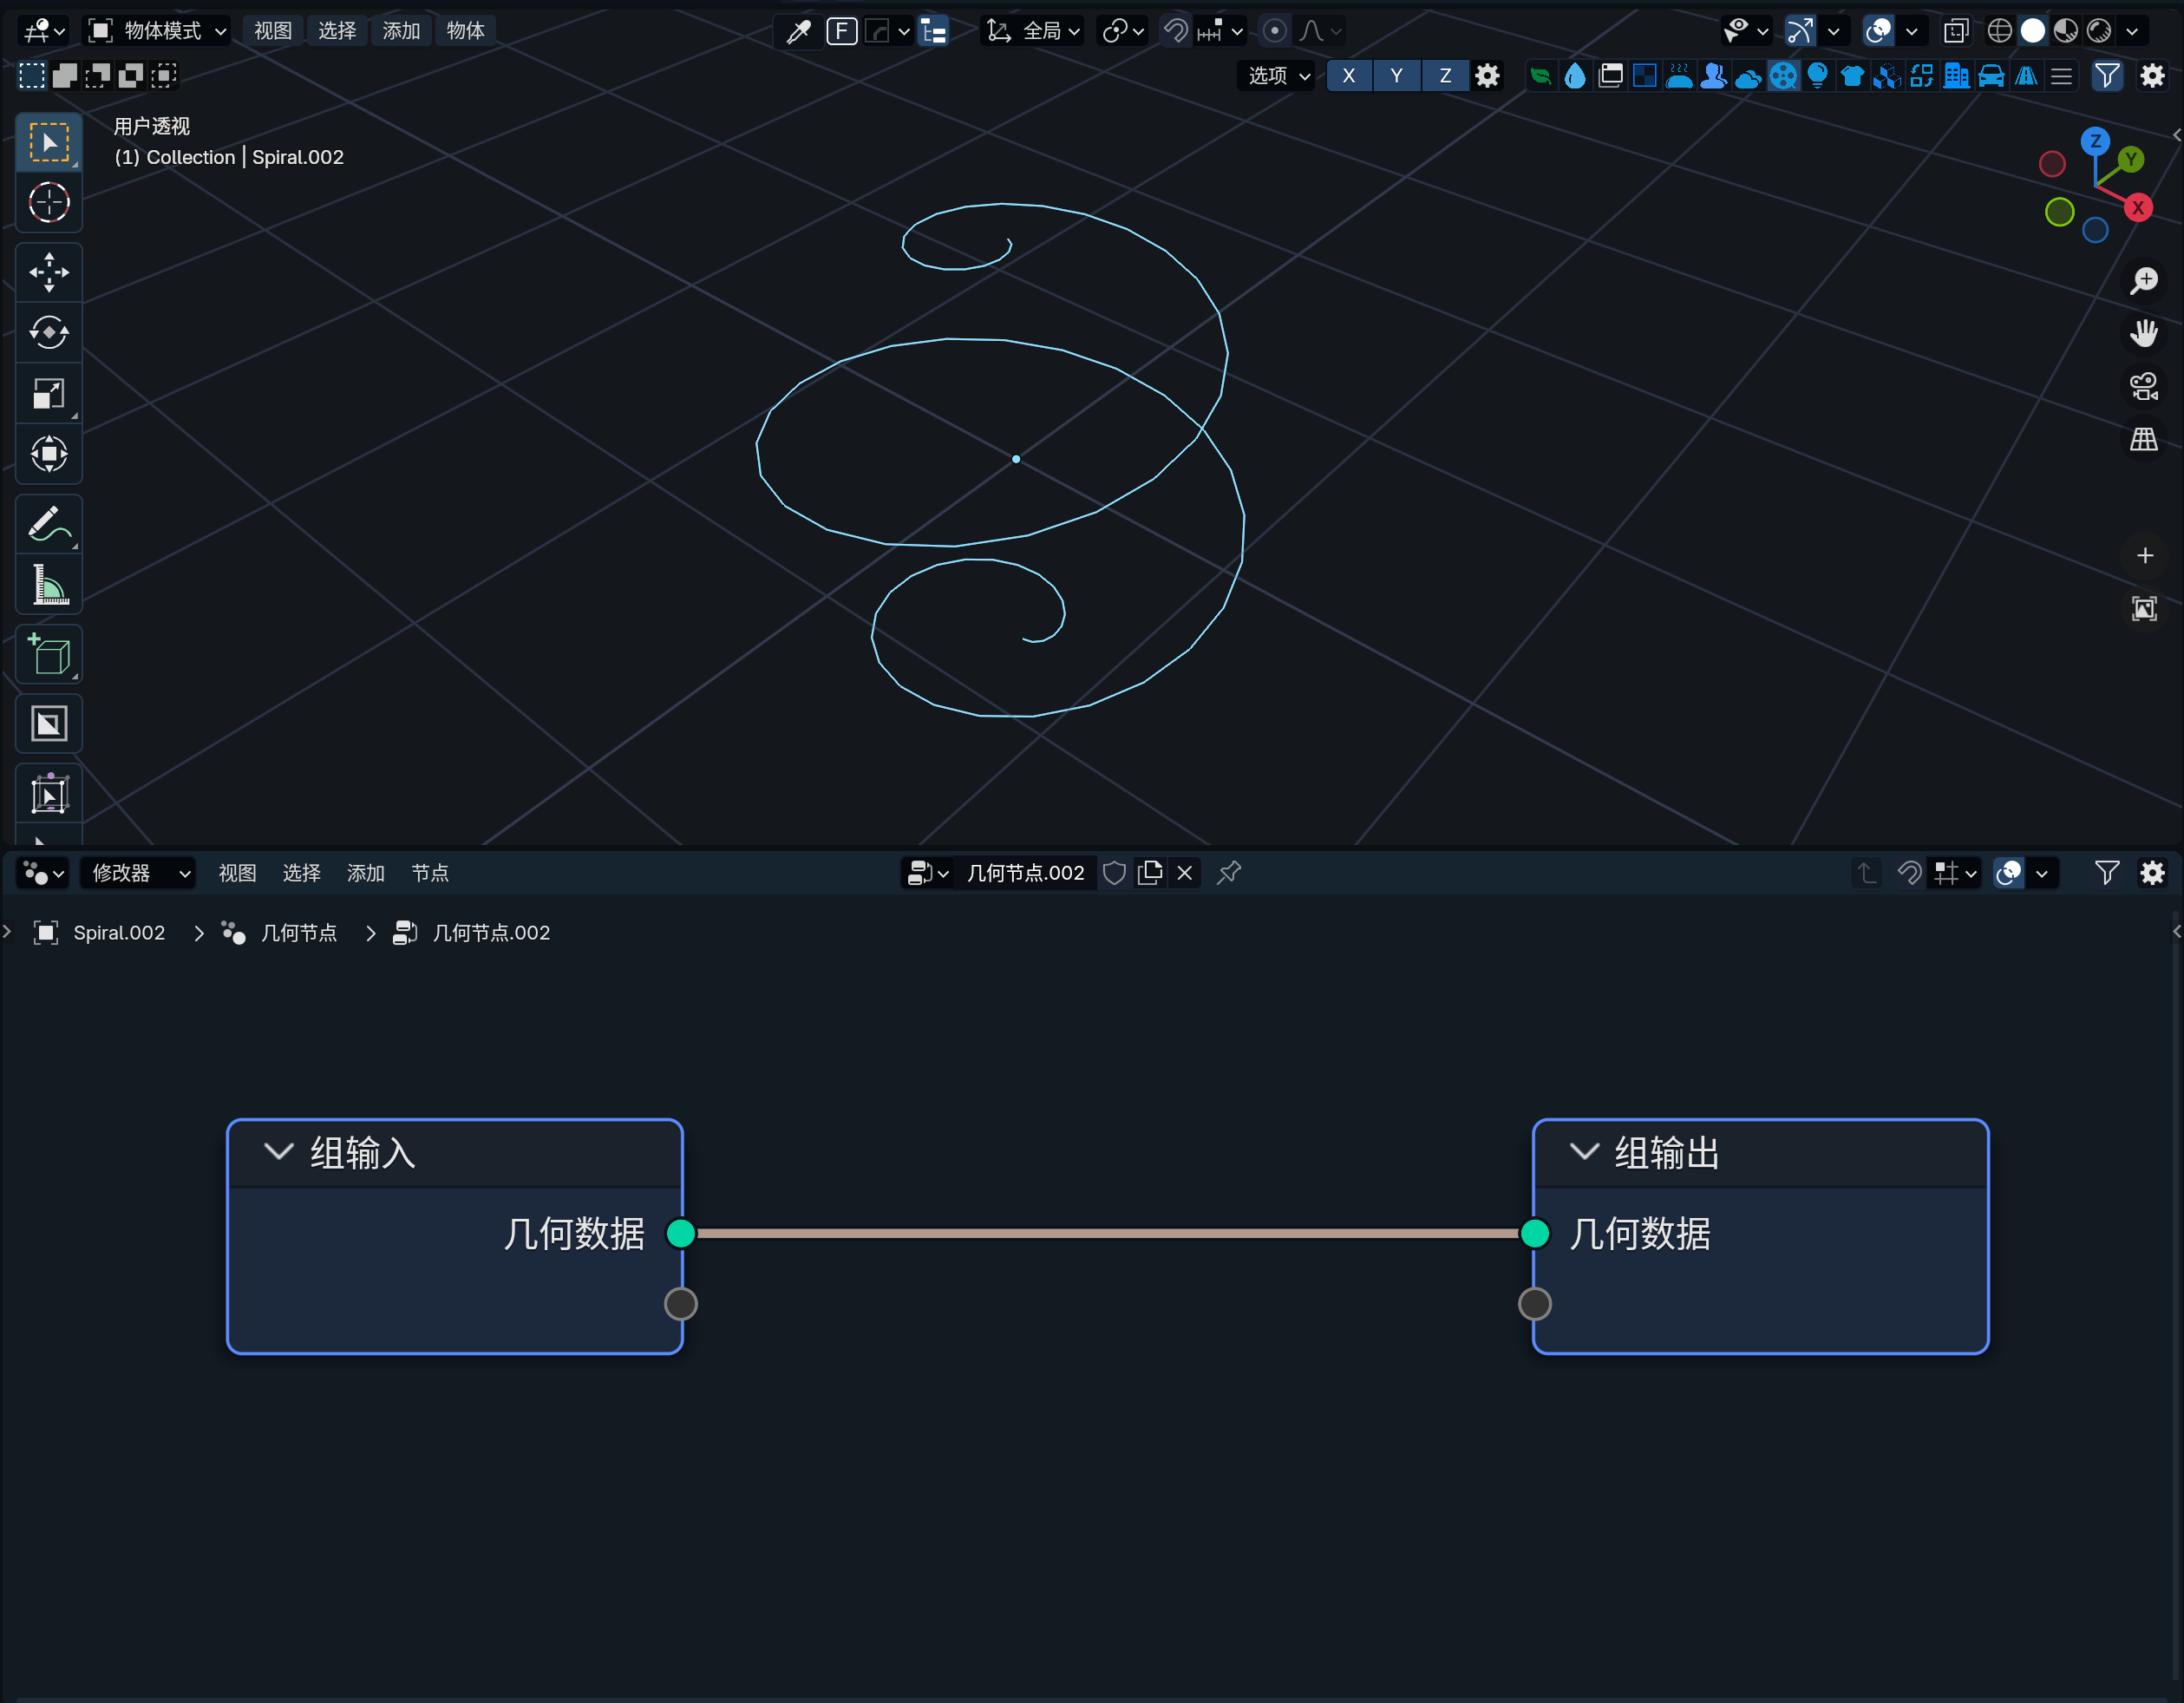 物体模式 视图 选择 添加 物体 F 全局
选项 X Y Z
用户透视
(1) Collection | Spiral.002
Z
Y
X
修改器 视图 选择 添加 节点 几何节点.002
Spiral.002 > 几何节点 > 几何节点.002
组输入
几何数据
组输出
几何数据